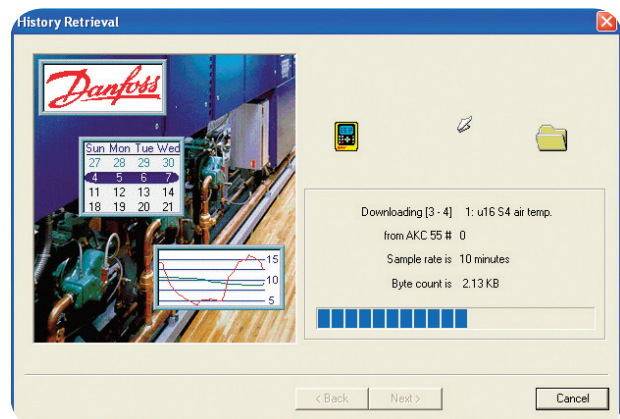 History Retrieval
Danfoss
Sun Mon Tue Wed
27 28 29 30
4 5 6 7
11 12 13 14
18 19 20 21
15
10
5
Downloading [3 - 4] 1: u16 S4 air temp.
from AKC 55 # 0
Sample rate is 10 minutes
Byte count is 2.13 KB
< Back Next > Cancel